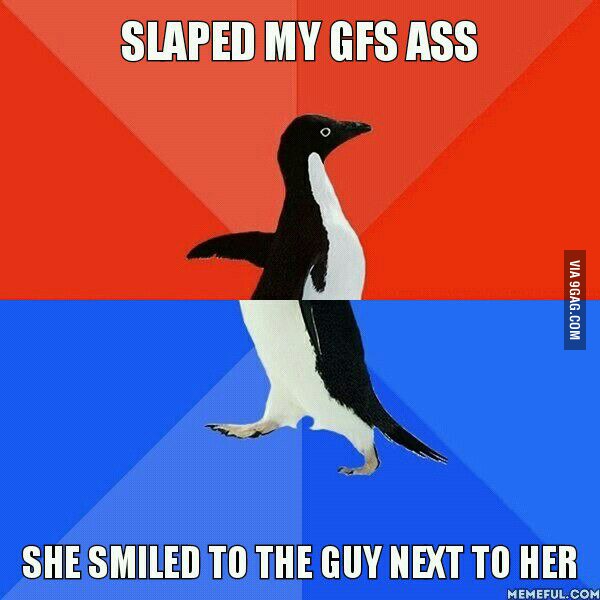 SLAPED MY GFS ASS
VIA 9GAG.COM
SHE SMILED TO THE GUY NEXT TO HER
MEMEFUL.COM